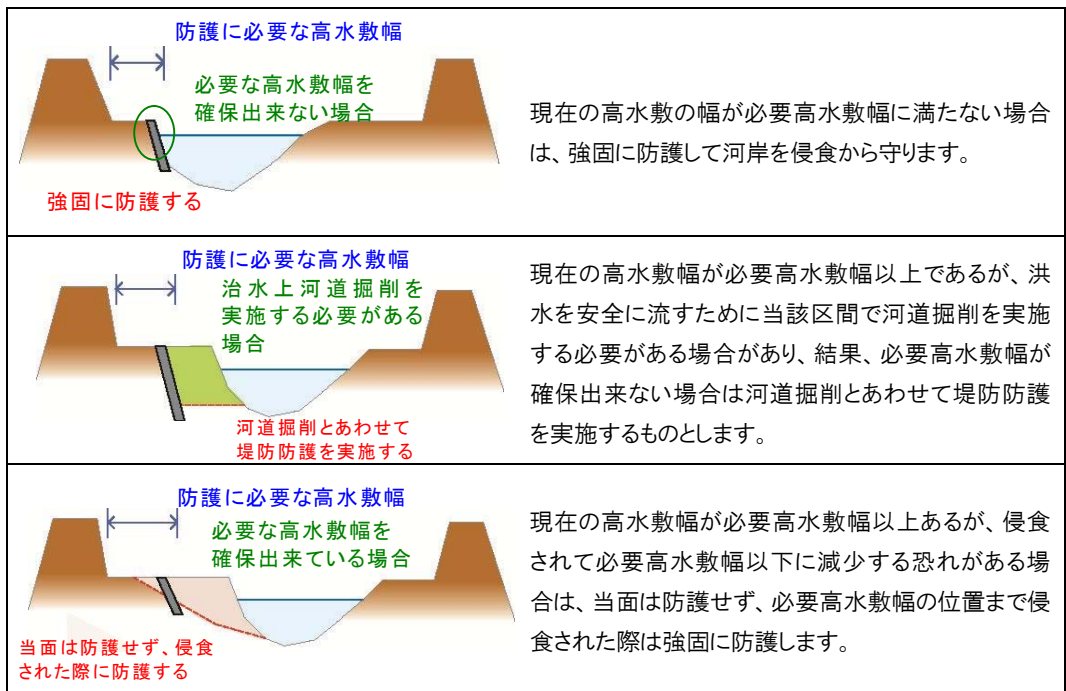 防護に必要な高水敷幅
必要な高水敷幅を
確保出来ない場合
強固に防護する
現在の高水敷の幅が必要高水敷幅に満たない場合
は、強固に防護して河岸を侵食から守ります。
防護に必要な高水敷幅
治水上河道掘削を
実施する必要がある
場合
河道掘削とあわせて
堤防防護を実施する
現在の高水敷幅が必要高水敷幅以上であるが、洪
水を安全に流すために当該区間で河道掘削を実施
する必要がある場合があり、結果、必要高水敷幅が
確保出来ない場合は河道掘削とあわせて堤防防護
を実施するものとします。
防護に必要な高水敷幅
必要な高水敷幅を
確保出来ている場合
当面は防護せず、侵食
された際に防護する
現在の高水敷幅が必要高水敷幅以上あるが、侵食
されて必要高水敷幅以下に減少する恐れがある場
合は、当面は防護せず、必要高水敷幅の位置まで侵
食された際は強固に防護します。